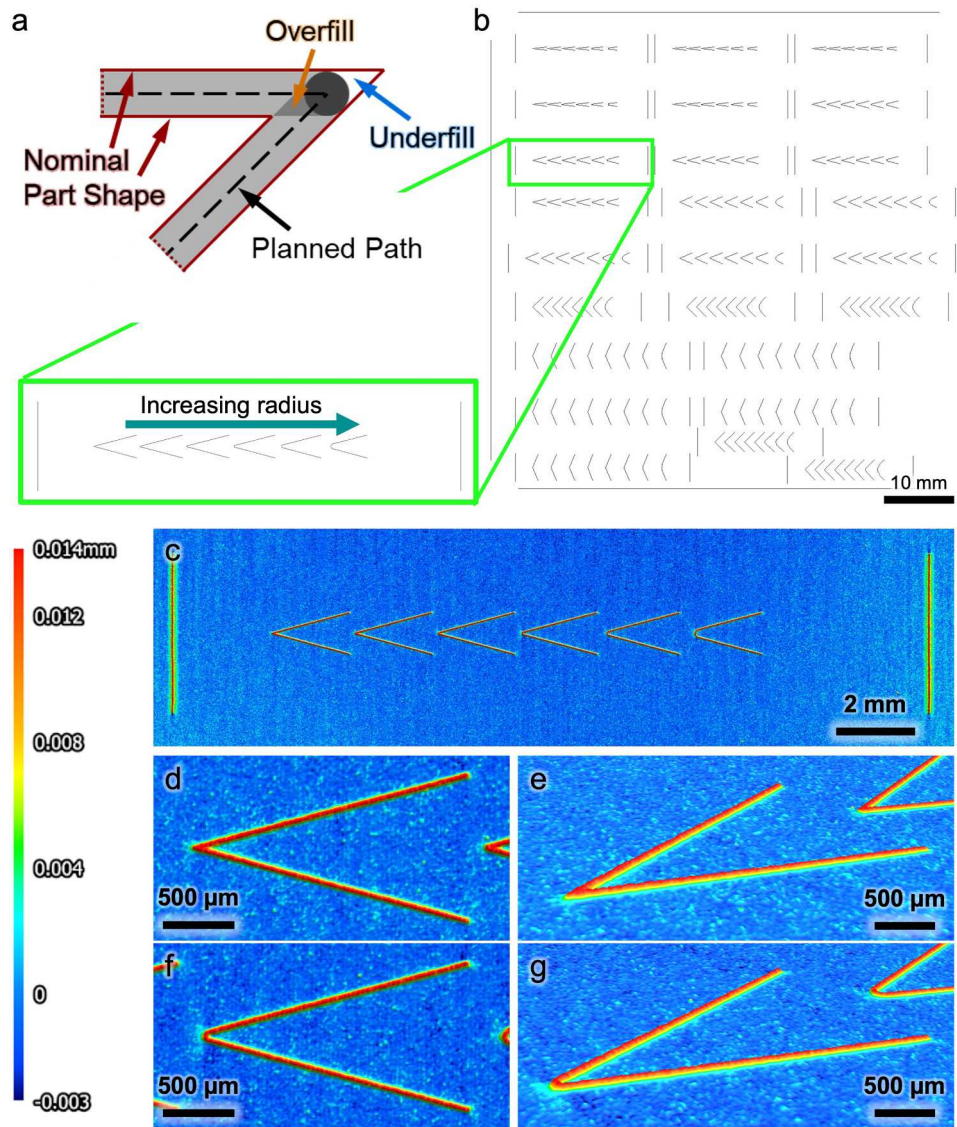 a
Overfill
Underfill
Nominal
Part Shape
Planned Path
b
Increasing radius
10 mm
0.014mm
0.012
0.008
0.004
0
-0.003
c
2 mm
d
500 µm
e
500 µm
f
500 µm
g
500 µm